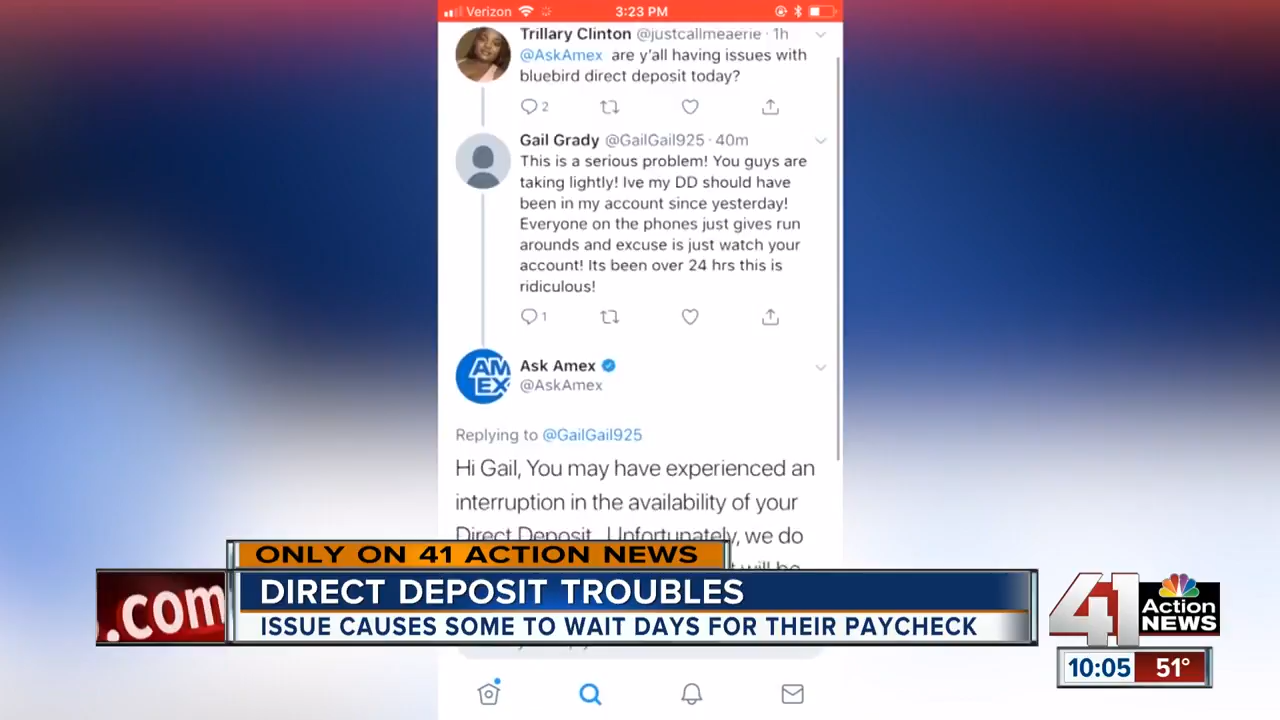 Verizon
3:23 PM
Trillary Clinton @justcallmeaerie · 1h
@AskAmex are y'all having issues with
bluebird direct deposit today?
2
Gail Grady @GailGail925 · 40m
This is a serious problem! You guys are
taking lightly! Ive my DD should have
been in my account since yesterday!
Everyone on the phones just gives run
arounds and excuse is just watch your
account! Its been over 24 hrs this is
ridiculous!
1
AM
EX
Ask Amex
@AskAmex
Replying to @GailGail925
Hi Gail, You may have experienced an
interruption in the availability of your
Direct Deposit. Unfortunately, we do
will be
ONLY ON 41 ACTION NEWS
.com
DIRECT DEPOSIT TROUBLES
ISSUE CAUSES SOME TO WAIT DAYS FOR THEIR PAYCHECK
41
Action
NEWS
10:05 51°